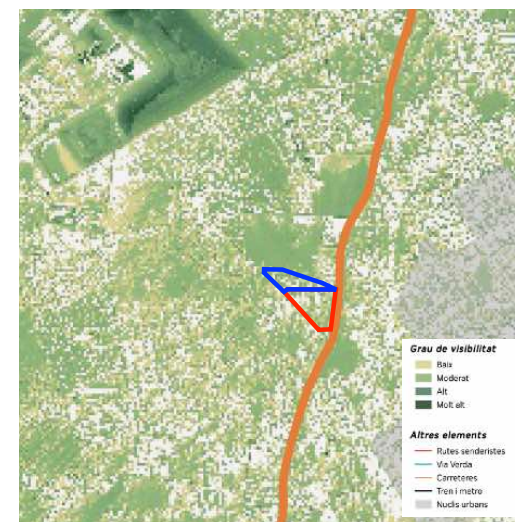 Grau de visibilitat
Baix
Moderat
Alt
Molt alt
Altres elements
Rutes senderistes
Via Verda
Carreteres
Tren i metro
Nuclis urbans